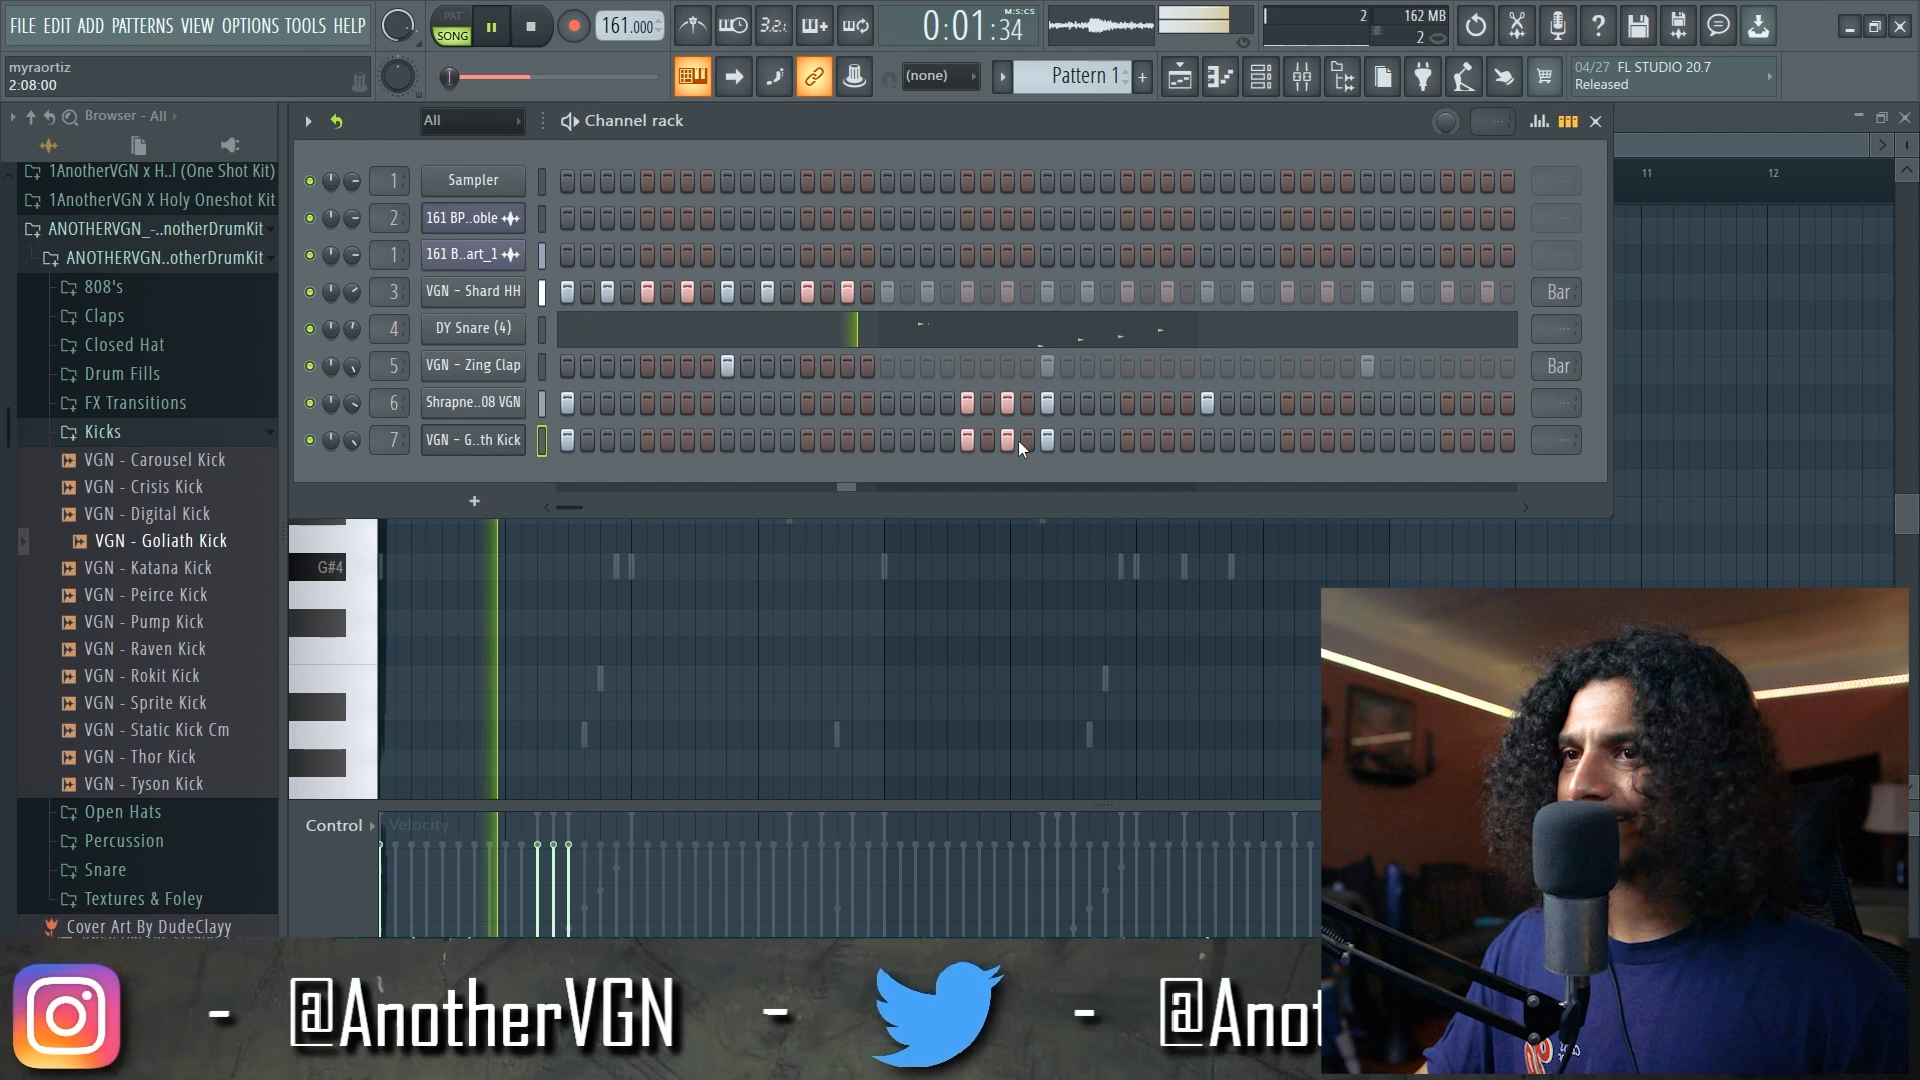 FILE EDIT ADD PATTERNS VIEW OPTIONS TOOLS HELP
PAT
SONG
161.000
3.2.1
0:01:34
M:S:CS
2
162 MB
2
myraortiz
2:08:00
(none)
Pattern 1
+
04/27 FL STUDIO 20.7
Released
Browser - All
All
Channel rack
1AnotherVGN x H..l (One Shot Kit)
1AnotherVGN X Holy Oneshot Kit
ANOTHERVGN_-..notherDrumKit
ANOTHERVGN..otherDrumKit
808's
Claps
Closed Hat
Drum Fills
FX Transitions
Kicks
VGN - Carousel Kick
VGN - Crisis Kick
VGN - Digital Kick
VGN - Goliath Kick
VGN - Katana Kick
VGN - Peirce Kick
VGN - Pump Kick
VGN - Raven Kick
VGN - Rokit Kick
VGN - Sprite Kick
VGN - Static Kick Cm
VGN - Thor Kick
VGN - Tyson Kick
Open Hats
Percussion
Snare
Textures & Foley
Cover Art By DudeClayy
1 Sampler
2 161 BP..oble
1 161 B..art_1
3 VGN - Shard HH Bar
4 DY Snare (4)
5 VGN - Zing Clap Bar
6 Shrapne..08 VGN
7 VGN - G..th Kick
+
11
12
G#4
Control
Velocity
- @AnotherVGN - - @Anot